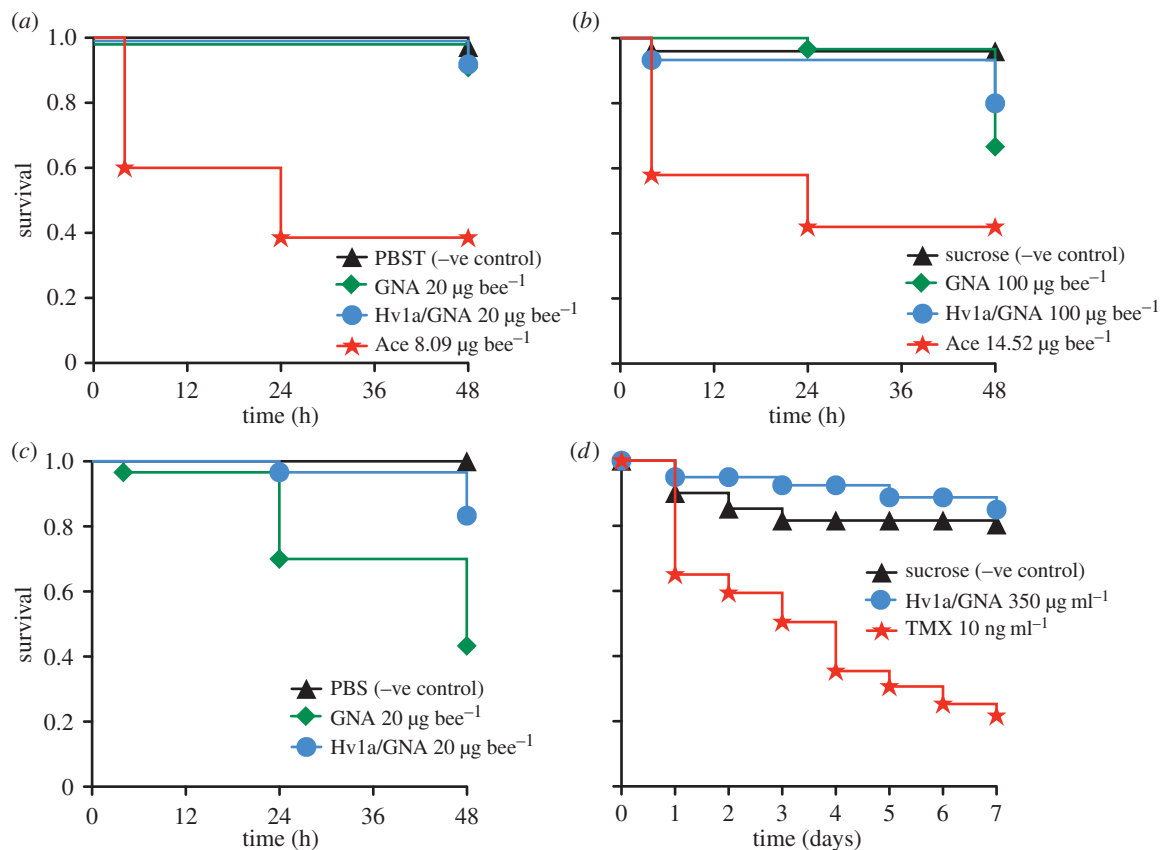 (a)
1.0
0.8
0.6
0.4
0.2
0
survival
PBST (–ve control)
GNA 20 µg bee⁻¹
Hv1a/GNA 20 µg bee⁻¹
Ace 8.09 µg bee⁻¹
0 12 24 36 48
time (h)
(b)
sucrose (–ve control)
GNA 100 µg bee⁻¹
Hv1a/GNA 100 µg bee⁻¹
Ace 14.52 µg bee⁻¹
0 12 24 36 48
time (h)
(c)
1.0
0.8
0.6
0.4
0.2
0
survival
PBS (–ve control)
GNA 20 µg bee⁻¹
Hv1a/GNA 20 µg bee⁻¹
0 12 24 36 48
time (h)
(d)
sucrose (–ve control)
Hv1a/GNA 350 µg ml⁻¹
TMX 10 ng ml⁻¹
0 1 2 3 4 5 6 7
time (days)